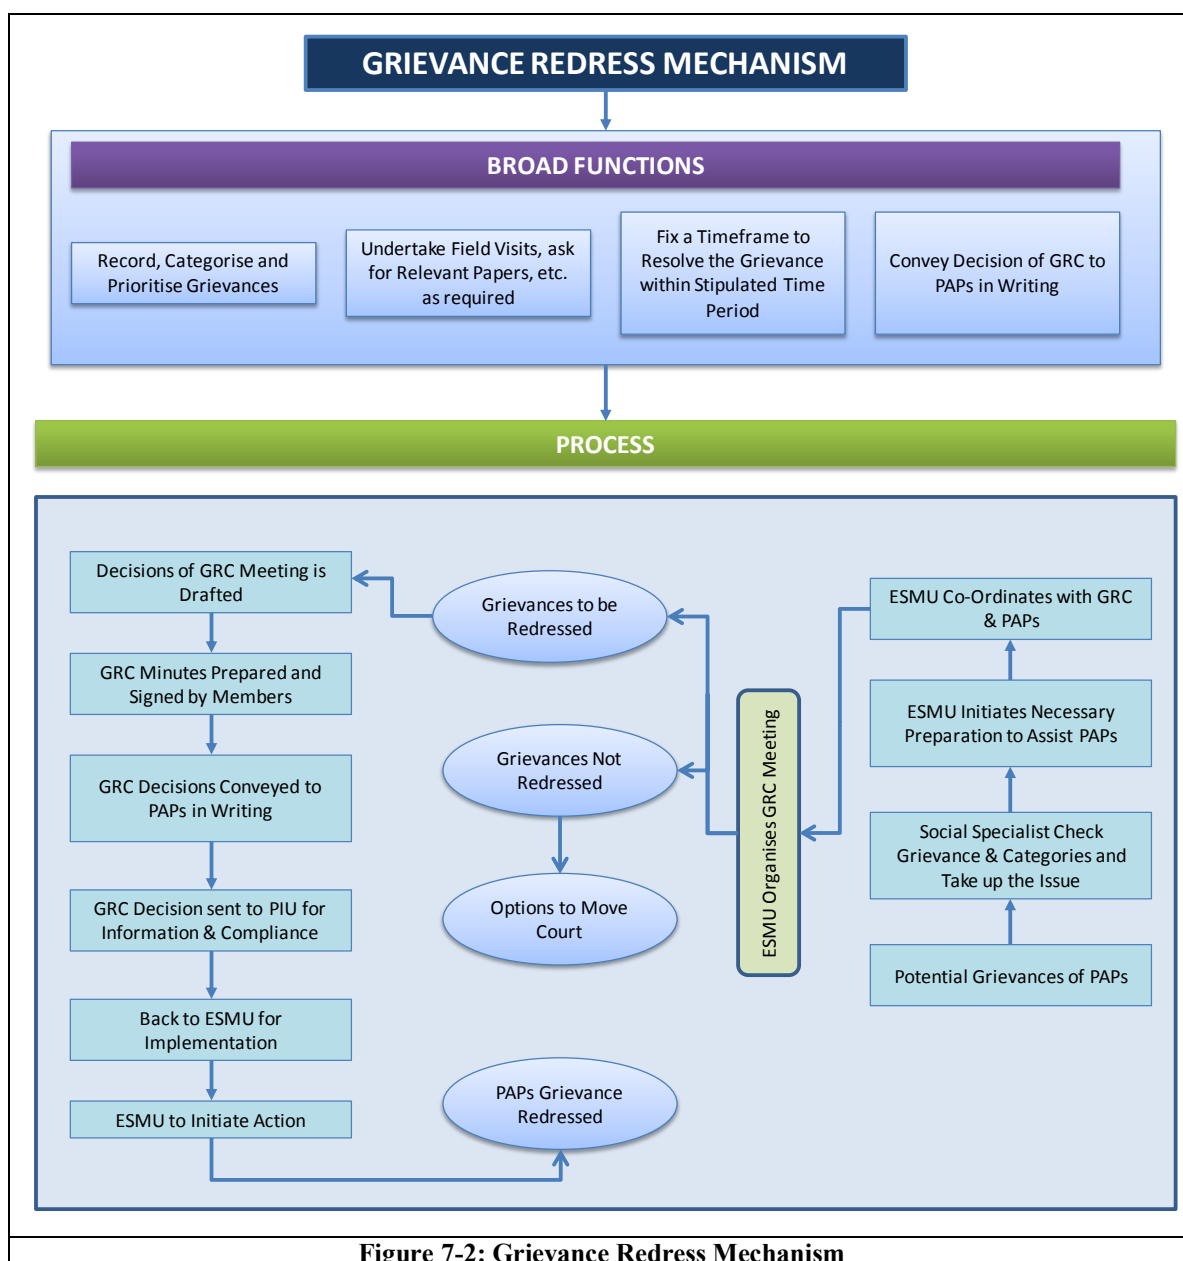 GRIEVANCE REDRESS MECHANISM
BROAD FUNCTIONS
Record, Categorise and
Prioritise Grievances
Undertake Field Visits, ask
for Relevant Papers, etc.
as required
Fix a Timeframe to
Resolve the Grievance
within Stipulated Time
Period
Convey Decision of GRC to
PAPs in Writing
PROCESS
Decisions of GRC Meeting is
Drafted
GRC Minutes Prepared and
Signed by Members
GRC Decisions Conveyed to
PAPs in Writing
GRC Decision sent to PIU for
Information & Compliance
Back to ESMU for
Implementation
ESMU to Initiate Action
Grievances to be
Redressed
Grievances Not
Redressed
Options to Move
Court
PAPs Grievance
Redressed
ESMU Organises GRC Meeting
ESMU Co-Ordinates with GRC
& PAPs
ESMU Initiates Necessary
Preparation to Assist PAPs
Social Specialist Check
Grievance & Categories and
Take up the Issue
Potential Grievances of PAPs
Figure 7-2: Grievance Redress Mechanism